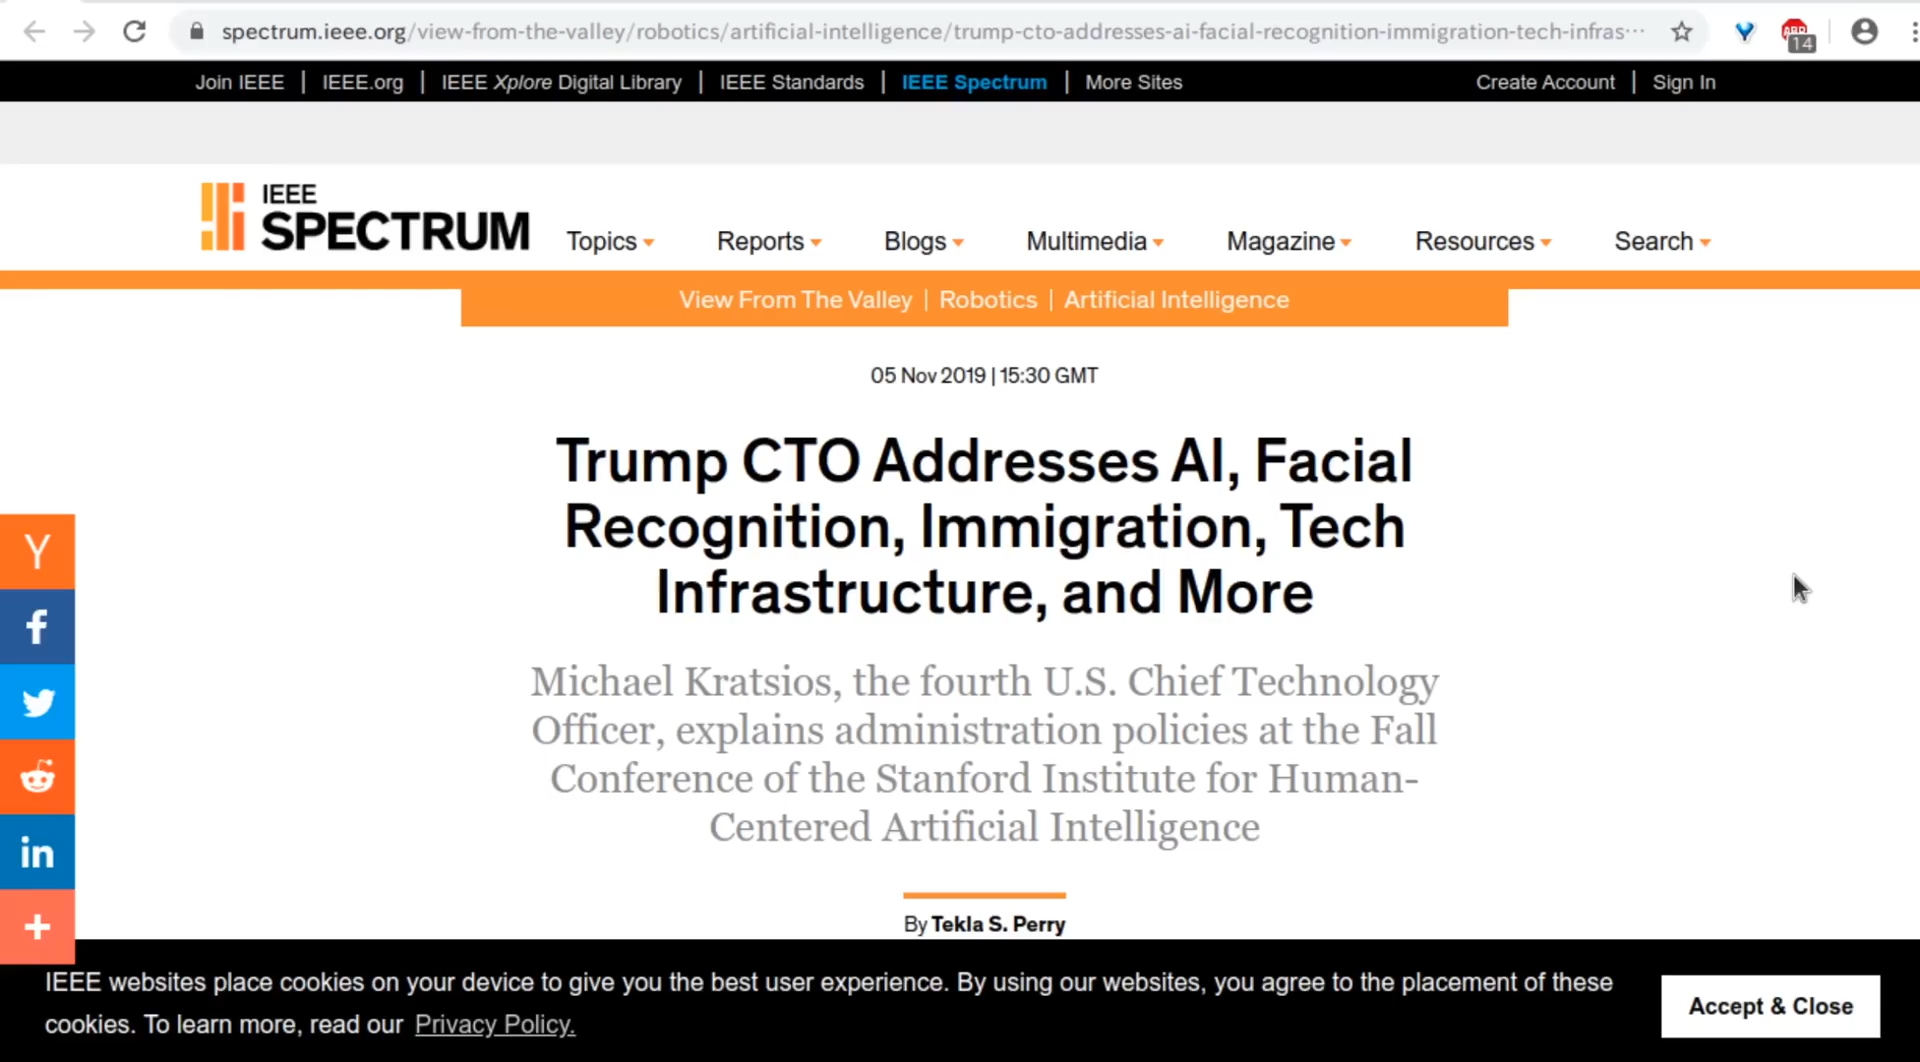 spectrum.ieee.org/view-from-the-valley/robotics/artificial-intelligence/trump-cto-addresses-ai-facial-recognition-immigration-tech-infras···
ABP
14
Join IEEE | IEEE.org | IEEE Xplore Digital Library | IEEE Standards | IEEE Spectrum | More Sites
Create Account | Sign In
IEEE
SPECTRUM
Topics Reports Blogs Multimedia Magazine Resources Search
View From The Valley | Robotics | Artificial Intelligence
05 Nov 2019 | 15:30 GMT
Trump CTO Addresses AI, Facial
Recognition, Immigration, Tech
Infrastructure, and More
Michael Kratsios, the fourth U.S. Chief Technology
Officer, explains administration policies at the Fall
Conference of the Stanford Institute for Human-
Centered Artificial Intelligence
By Tekla S. Perry
Y
f
in
+
IEEE websites place cookies on your device to give you the best user experience. By using our websites, you agree to the placement of these
cookies. To learn more, read our Privacy Policy.
Accept & Close